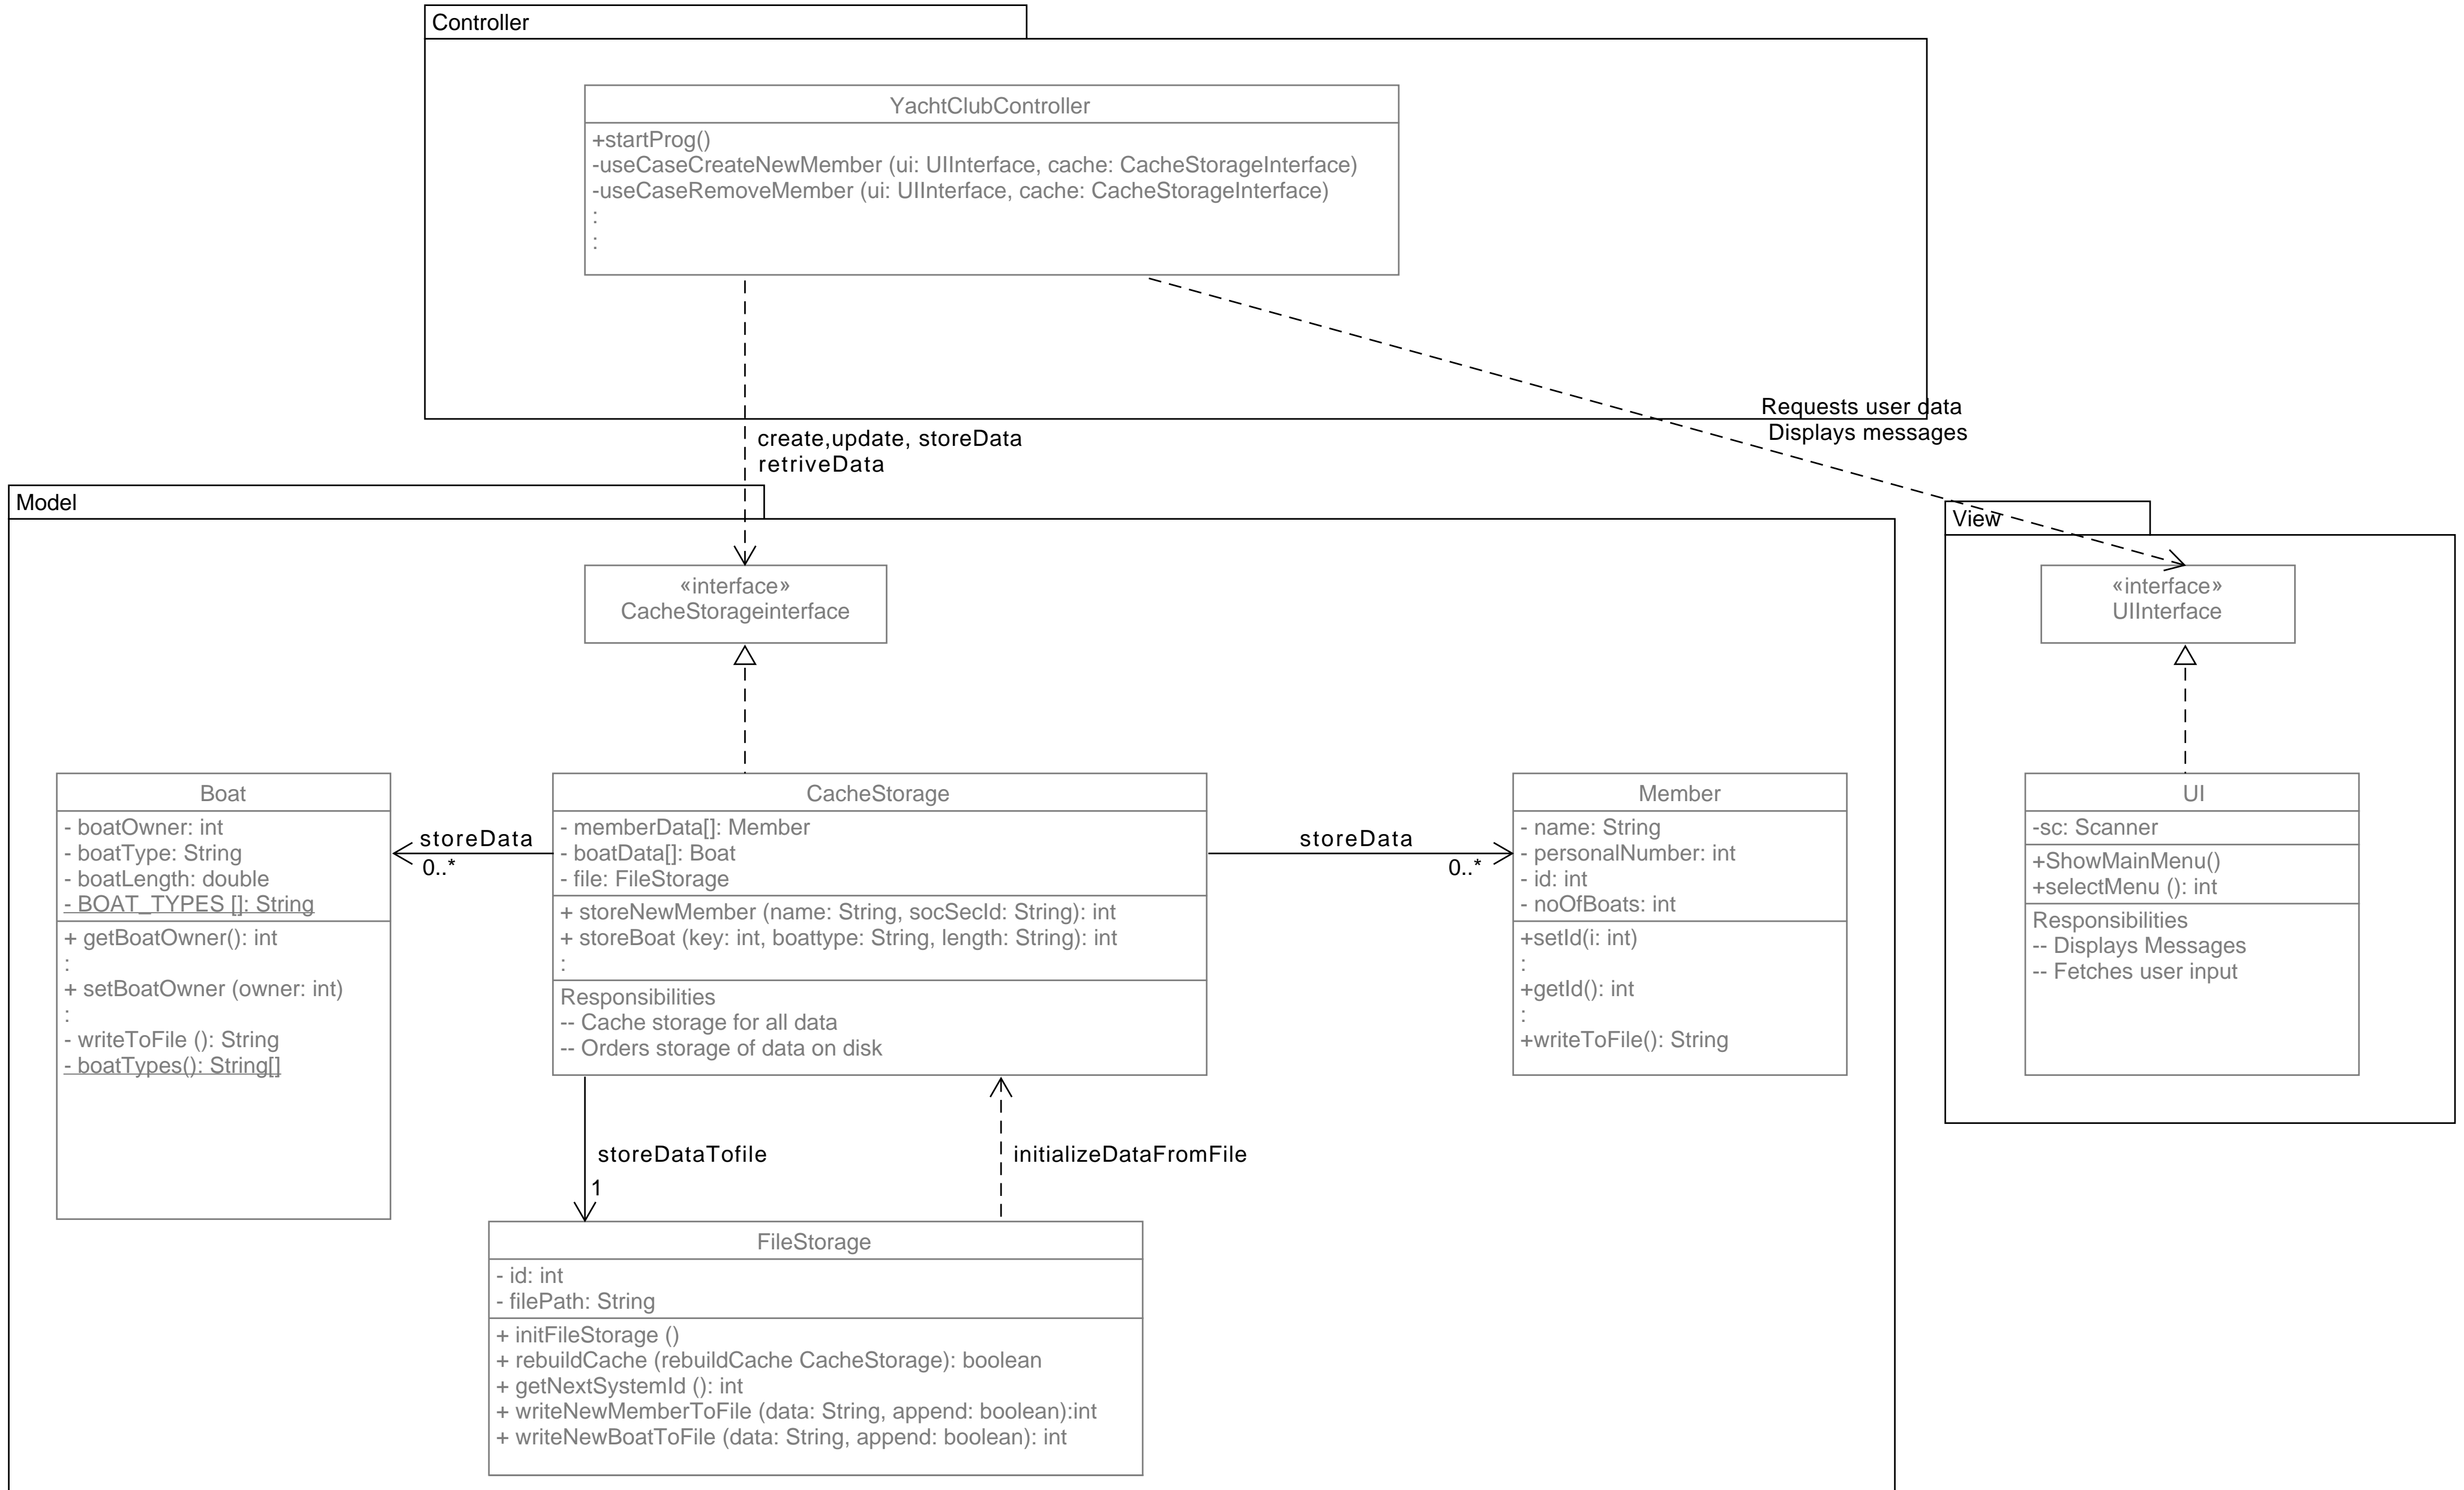 Controller
YachtClubController
+startProg()
-useCaseCreateNewMember (ui: UIInterface, cache: CacheStorageInterface)
-useCaseRemoveMember (ui: UIInterface, cache: CacheStorageInterface)
:
:
create,update, storeData
retriveData
Requests user data
Displays messages
Model
«interface»
CacheStorageinterface
View
«interface»
UIInterface
Boat
- boatOwner: int
- boatType: String
- boatLength: double
- BOAT_TYPES []: String
+ getBoatOwner(): int
:
+ setBoatOwner (owner: int)
:
- writeToFile (): String
- boatTypes(): String[]
storeData
0..*
CacheStorage
- memberData[]: Member
- boatData[]: Boat
- file: FileStorage
+ storeNewMember (name: String, socSecId: String): int
+ storeBoat (key: int, boattype: String, length: String): int
:
Responsibilities
-- Cache storage for all data
-- Orders storage of data on disk
storeData
0..*
Member
- name: String
- personalNumber: int
- id: int
- noOfBoats: int
+setId(i: int)
:
+getId(): int
:
+writeToFile(): String
UI
-sc: Scanner
+ShowMainMenu()
+selectMenu (): int
Responsibilities
-- Displays Messages
-- Fetches user input
storeDataTofile
1
initializeDataFromFile
FileStorage
- id: int
- filePath: String
+ initFileStorage ()
+ rebuildCache (rebuildCache CacheStorage): boolean
+ getNextSystemId (): int
+ writeNewMemberToFile (data: String, append: boolean):int
+ writeNewBoatToFile (data: String, append: boolean): int